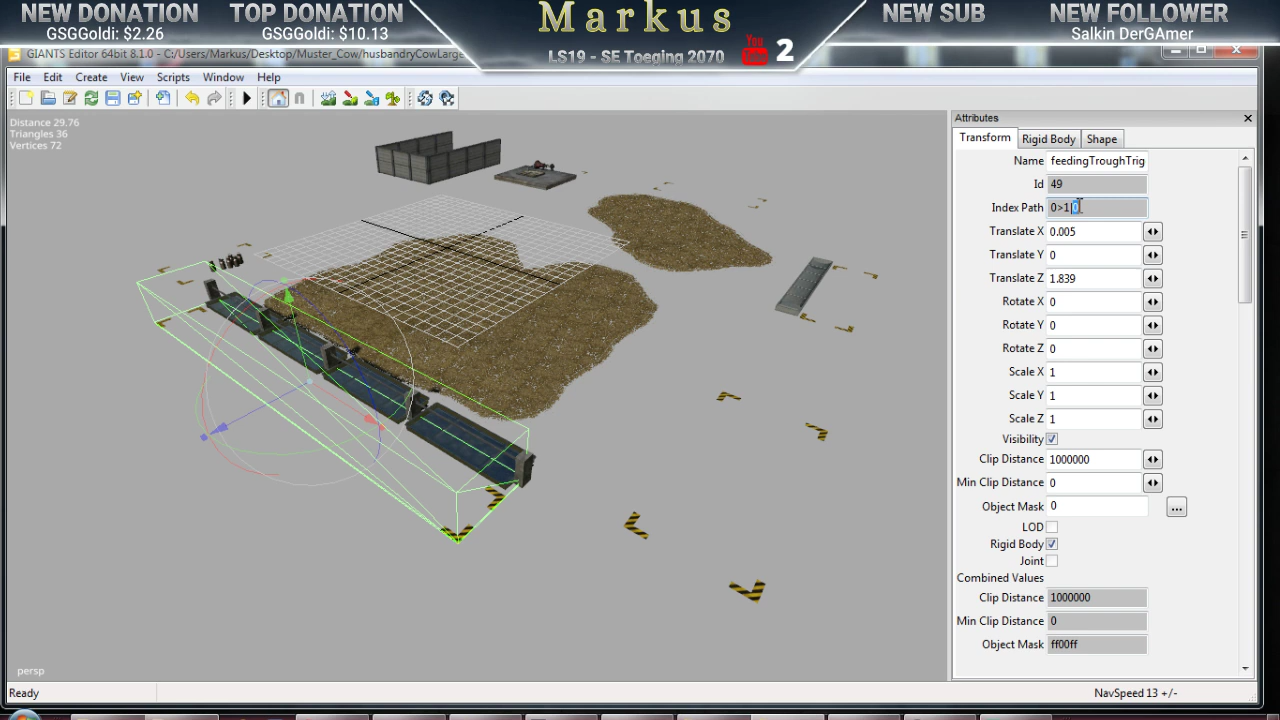 NEW DONATION
GSGGoldi: $2.26
TOP DONATION
GSGGoldi: $10.13
Markus
LS19 - SE Toeging 2070
You
Tube
2
NEW SUB
NEW FOLLOWER
Salkin DerGAmer
GIANTS Editor 64bit 8.1.0 - C:/Users/Markus/Desktop/Muster_Cow/husbandryCowLarge
File Edit Create View Scripts Window Help
Distance 29.76
Triangles 36
Vertices 72
Attributes
Transform Rigid Body Shape
Name feedingTroughTrig
Id 49
Index Path 0>1|0
Translate X 0.005
Translate Y 0
Translate Z 1.839
Rotate X 0
Rotate Y 0
Rotate Z 0
Scale X 1
Scale Y 1
Scale Z 1
Visibility
Clip Distance 1000000
Min Clip Distance 0
Object Mask 0 ...
LOD
Rigid Body
Joint
Combined Values
Clip Distance 1000000
Min Clip Distance 0
Object Mask ff00ff
persp
Ready
NavSpeed 13 +/-